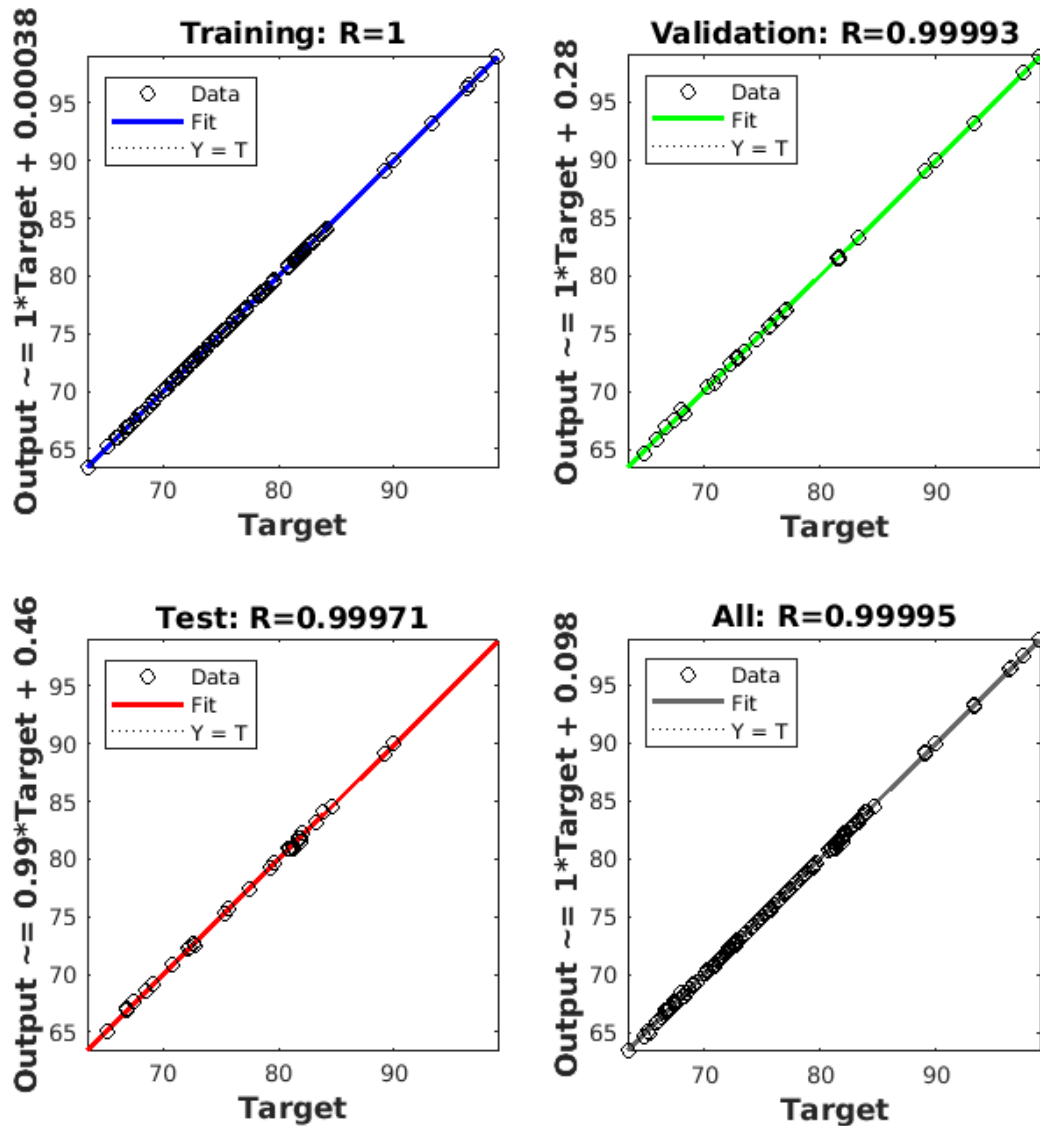 Training: R=1
Output ~= 1*Target + 0.00038
Data
Fit
Y = T
95
90
85
80
75
70
65
70
80
90
Target
Validation: R=0.99993
Output ~= 1*Target + 0.28
Data
Fit
Y = T
95
90
85
80
75
70
65
70
80
90
Target
Test: R=0.99971
Output ~= 0.99*Target + 0.46
Data
Fit
Y = T
95
90
85
80
75
70
65
70
80
90
Target
All: R=0.99995
Output ~= 1*Target + 0.098
Data
Fit
Y = T
95
90
85
80
75
70
65
70
80
90
Target